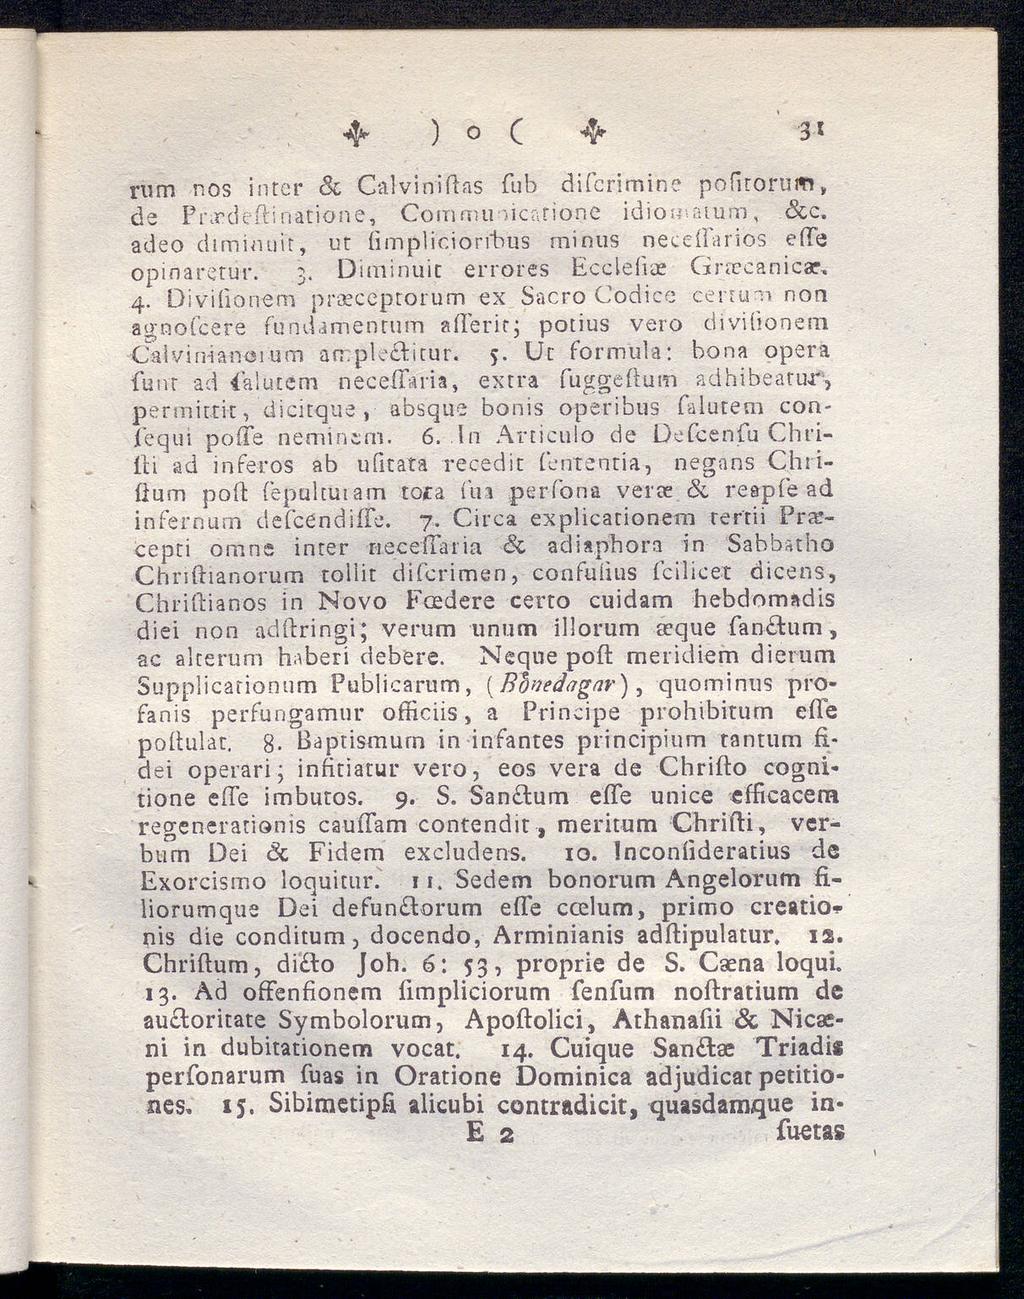 ) o ( 31
rum nos inter & Calviniſtas ſub diſcrimine poſitorum,
de Prædeſtinatione, Communicatione idiomatum, &c.
adeo diminuit, ut ſimplicioribus minus neceſſarios eſſe
opinaretur. 3. Diminuit errores Eccleſiæ Græcanicæ.
4. Diviſionem præceptorum ex Sacro Codice certum non
agnoſcere fundamentum aſſerit; potius vero diviſionem
Calvinianorum amplectitur. 5. Ut formula: bona opera
ſunt ad ſalutem neceſſaria, extra ſuggeſtum adhibeatur,
permittit, dicitque, absque bonis operibus ſalutem con-
ſequi poſſe neminem. 6. In Articulo de Deſcenſu Chri-
ſti ad inferos ab uſitata recedit ſententia, negans Chri-
ſtum poſt ſepulturam tota ſua perſona veræ & reapſe ad
infernum deſcendiſſe. 7. Circa explicationem tertii Præ-
cepti omne inter neceſſaria & adiaphora in Sabbatho
Chriſtianorum tollit diſcrimen, confuſius ſcilicet dicens,
Chriſtianos in Novo Fœdere certo cuidam hebdomadis
diei non adſtringi; verum unum illorum æque ſanctum,
ac alterum haberi debere. Neque poſt meridiem dierum
Supplicationum Publicarum, (Bönedagar), quominus pro-
fanis perfungamur officiis, a Principe prohibitum eſſe
poſtulat. 8. Baptismum in infantes principium tantum fi-
dei operari; infitiatur vero, eos vera de Chriſto cogni-
tione eſſe imbutos. 9. S. Sanctum eſſe unice efficacem
regenerationis cauſſam contendit, meritum Chriſti, ver-
bum Dei & Fidem excludens. 10. Inconſideratius de
Exorcismo loquitur. 11. Sedem bonorum Angelorum fi-
liorumque Dei defunctorum eſſe cœlum, primo creatio-
nis die conditum, docendo, Arminianis adſtipulatur. 12.
Chriſtum, dicto Joh. 6: 53, proprie de S. Cæna loqui.
13. Ad offenſionem ſimpliciorum ſenſum noſtratium de
auctoritate Symbolorum, Apoſtolici, Athanaſii & Nicæ-
ni in dubitationem vocat. 14. Cuique Sanctæ Triadis
perſonarum ſuas in Oratione Dominica adjudicat petitio-
nes. 15. Sibimetipſi alicubi contradicit, quasdamque in-
E 2 ſuetas